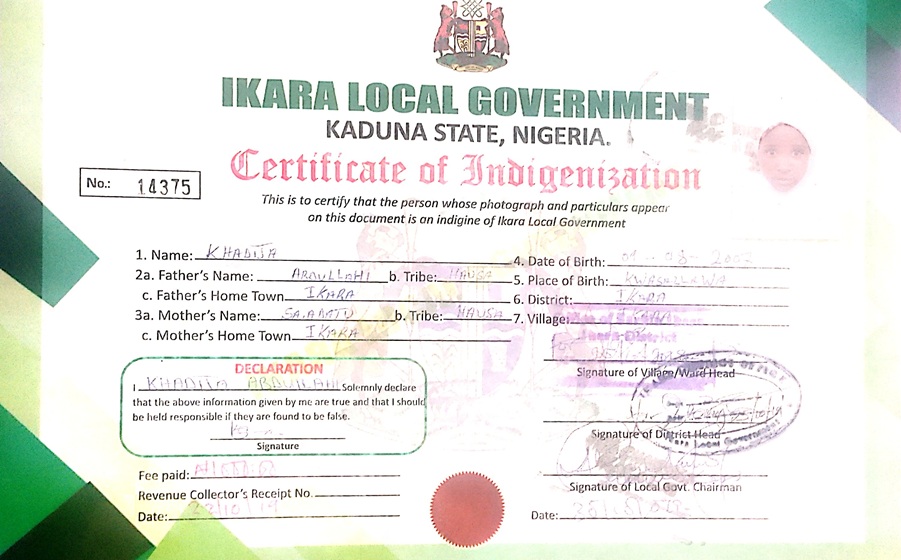 IKARA LOCAL GOVERNMENT
KADUNA STATE, NIGERIA.
Certificate of Indigenization
No.: 14375
This is to certify that the person whose photograph and particulars appear
on this document is an indigine of Ikara Local Government
1. Name: KHADIJA
4. Date of Birth:
2a. Father's Name: ABDULLAHI b. Tribe: HAUSA
5. Place of Birth:
c. Father's Home Town IKARA
6. District: IKARA
3a. Mother's Name: b. Tribe: HAUSA
7. Village: IKARA
c. Mother's Home Town IKARA
Signature of Village/Ward Head
DECLARATION
I KHADIJA ABDULLAHI Solemnly declare
that the above information given by me are true and that I should
be held responsible if they are found to be false.
Signature
Signature of District Head
Ikara Local Government
Fee paid:
Signature of Local Govt. Chairman
Revenue Collector's Receipt No.
Date:
Date: